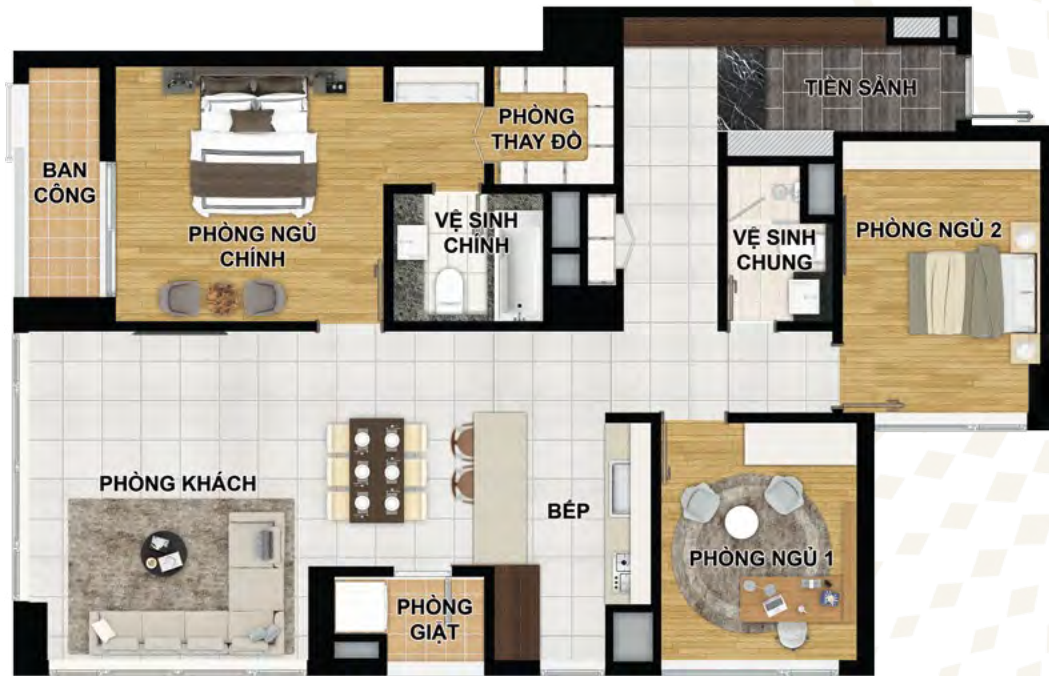 TIỀN SẢNH
PHÒNG
THAY ĐỒ
BAN
CÔNG
PHÒNG NGỦ
CHÍNH
VỆ SINH
CHÍNH
VỆ SINH
CHUNG
PHÒNG NGỦ 2
PHÒNG KHÁCH
BẾP
PHÒNG NGỦ 1
PHÒNG
GIẶT